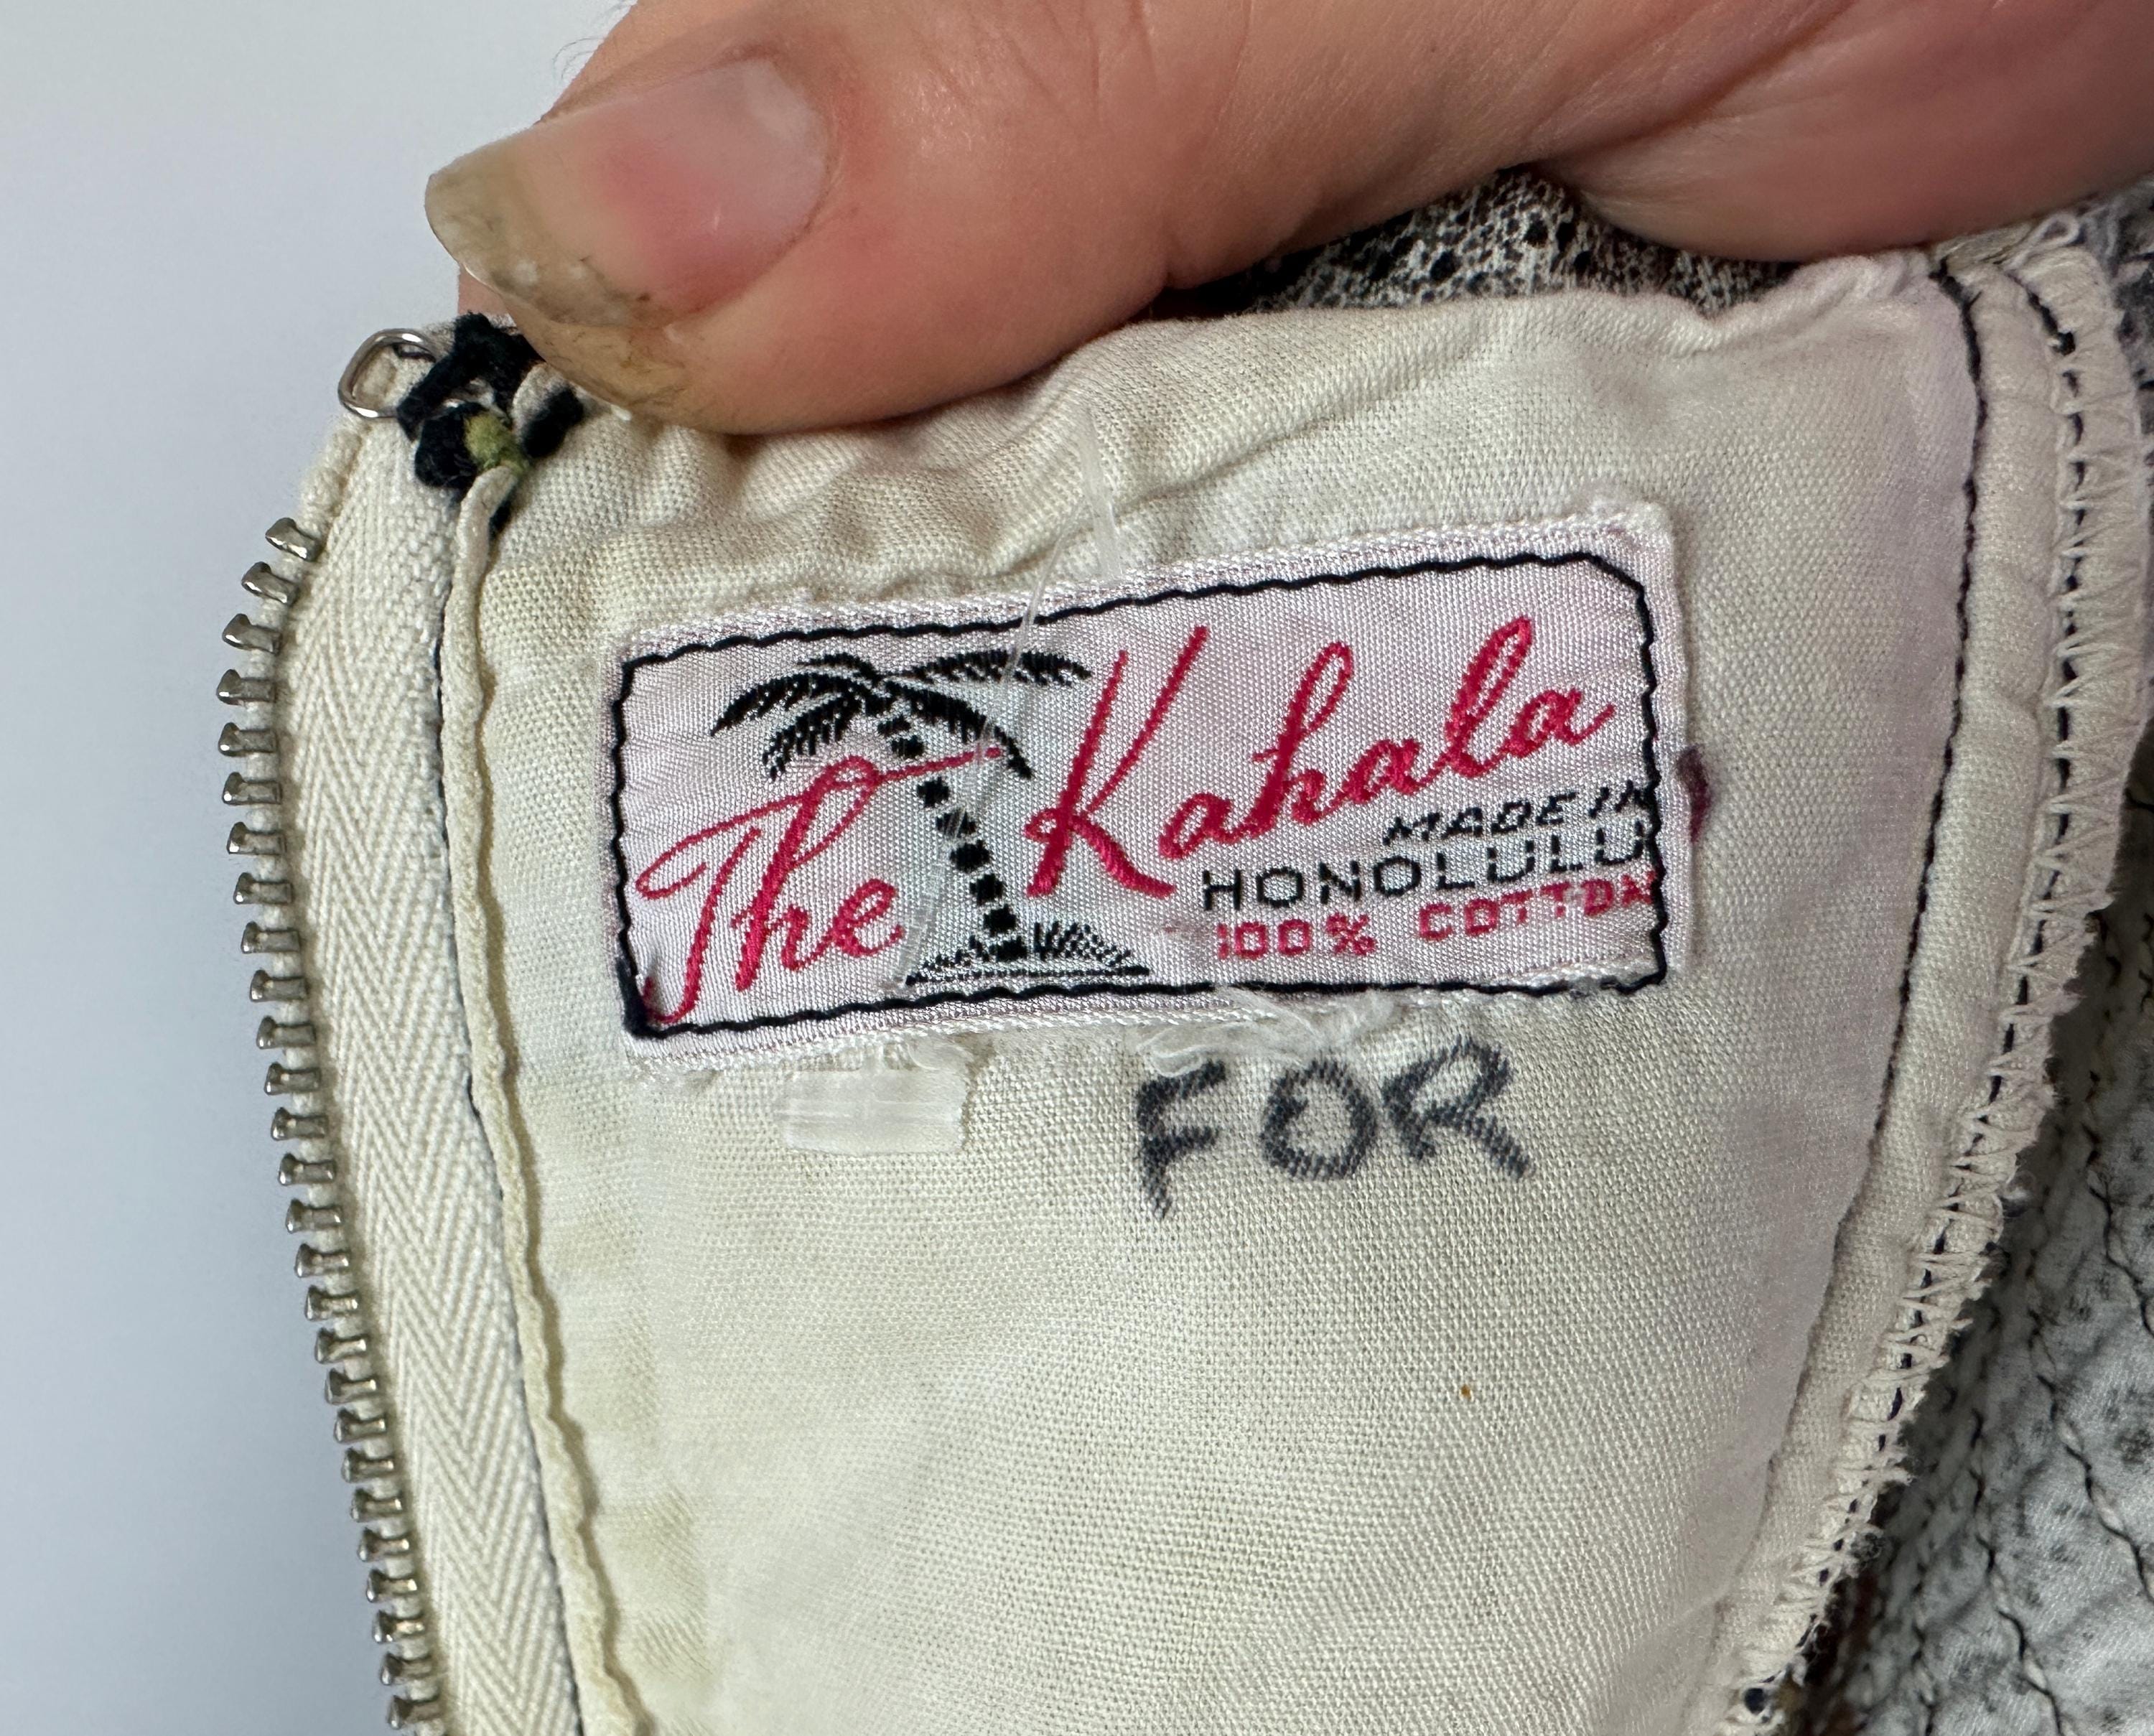 The Kahala
MADE IN
HONOLULU
100% COTTON
FOR